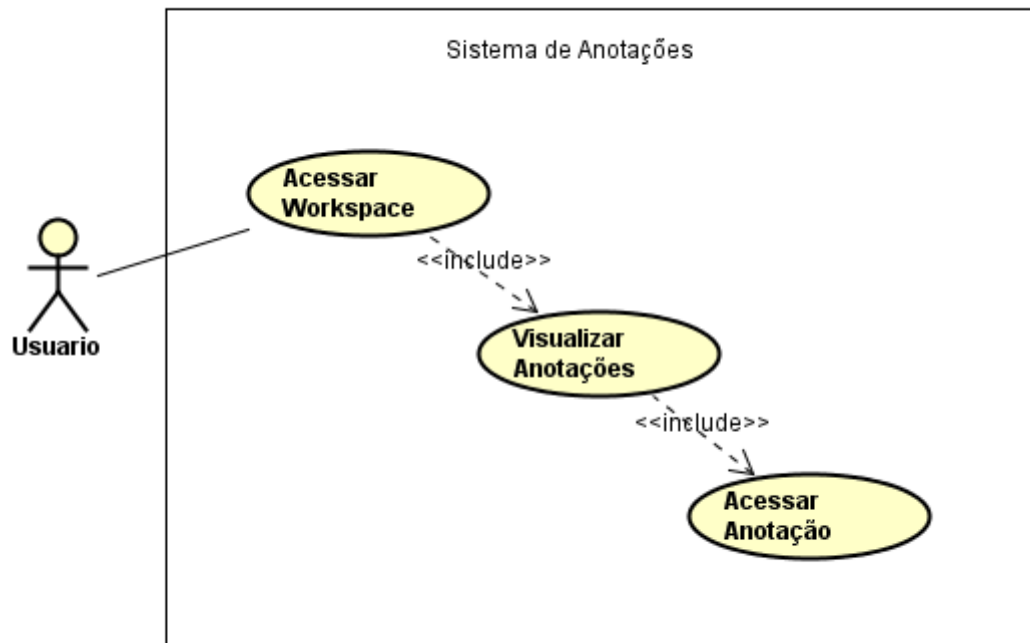 Sistema de Anotações
Acessar
Workspace
<<include>>
Usuario
Visualizar
Anotações
<<include>>
Acessar
Anotação